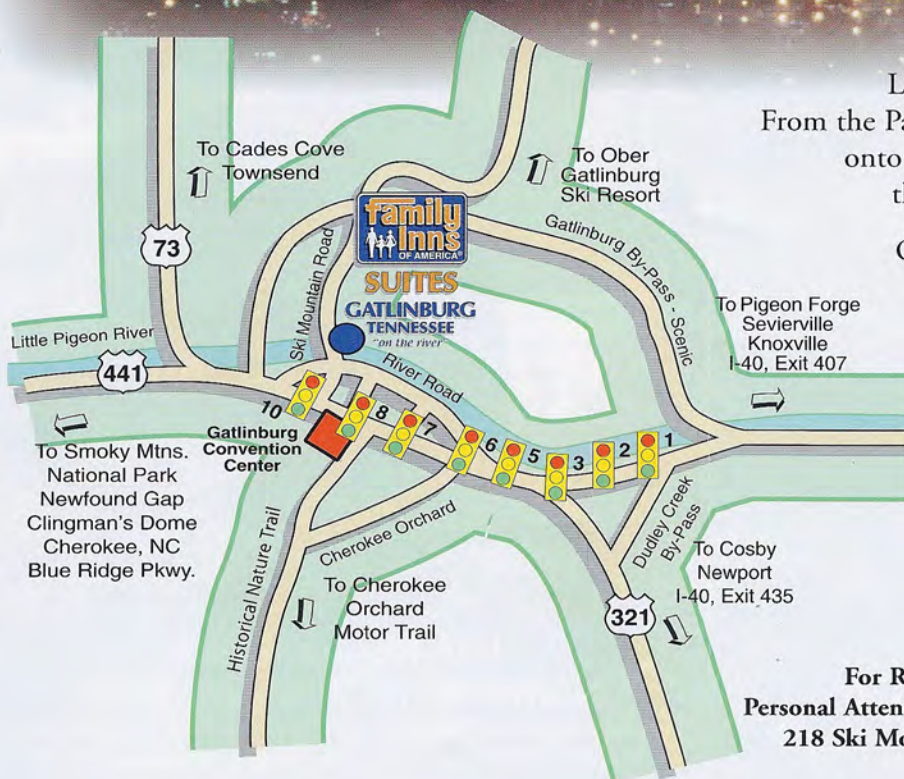 L
From the Pa
onto
th
C
To Cades Cove
Townsend
To Ober
Gatlinburg
Ski Resort
Family
Inns
OF AMERICA®
SUITES
GATLINBURG
TENNESSEE
"on the river"
Ski Mountain Road
Gatlinburg By-Pass - Scenic
To Pigeon Forge
Sevierville
Knoxville
I-40, Exit 407
73
Little Pigeon River
441
River Road
10
8
7
6
5
3
2
1
Gatlinburg
Convention
Center
To Smoky Mtns.
National Park
Newfound Gap
Clingman's Dome
Cherokee, NC
Blue Ridge Pkwy.
Historical Nature Trail
Cherokee Orchard
To Cherokee
Orchard
Motor Trail
Dudley Creek
By-Pass
To Cosby
Newport
I-40, Exit 435
321
For R
Personal Atten
218 Ski Mo